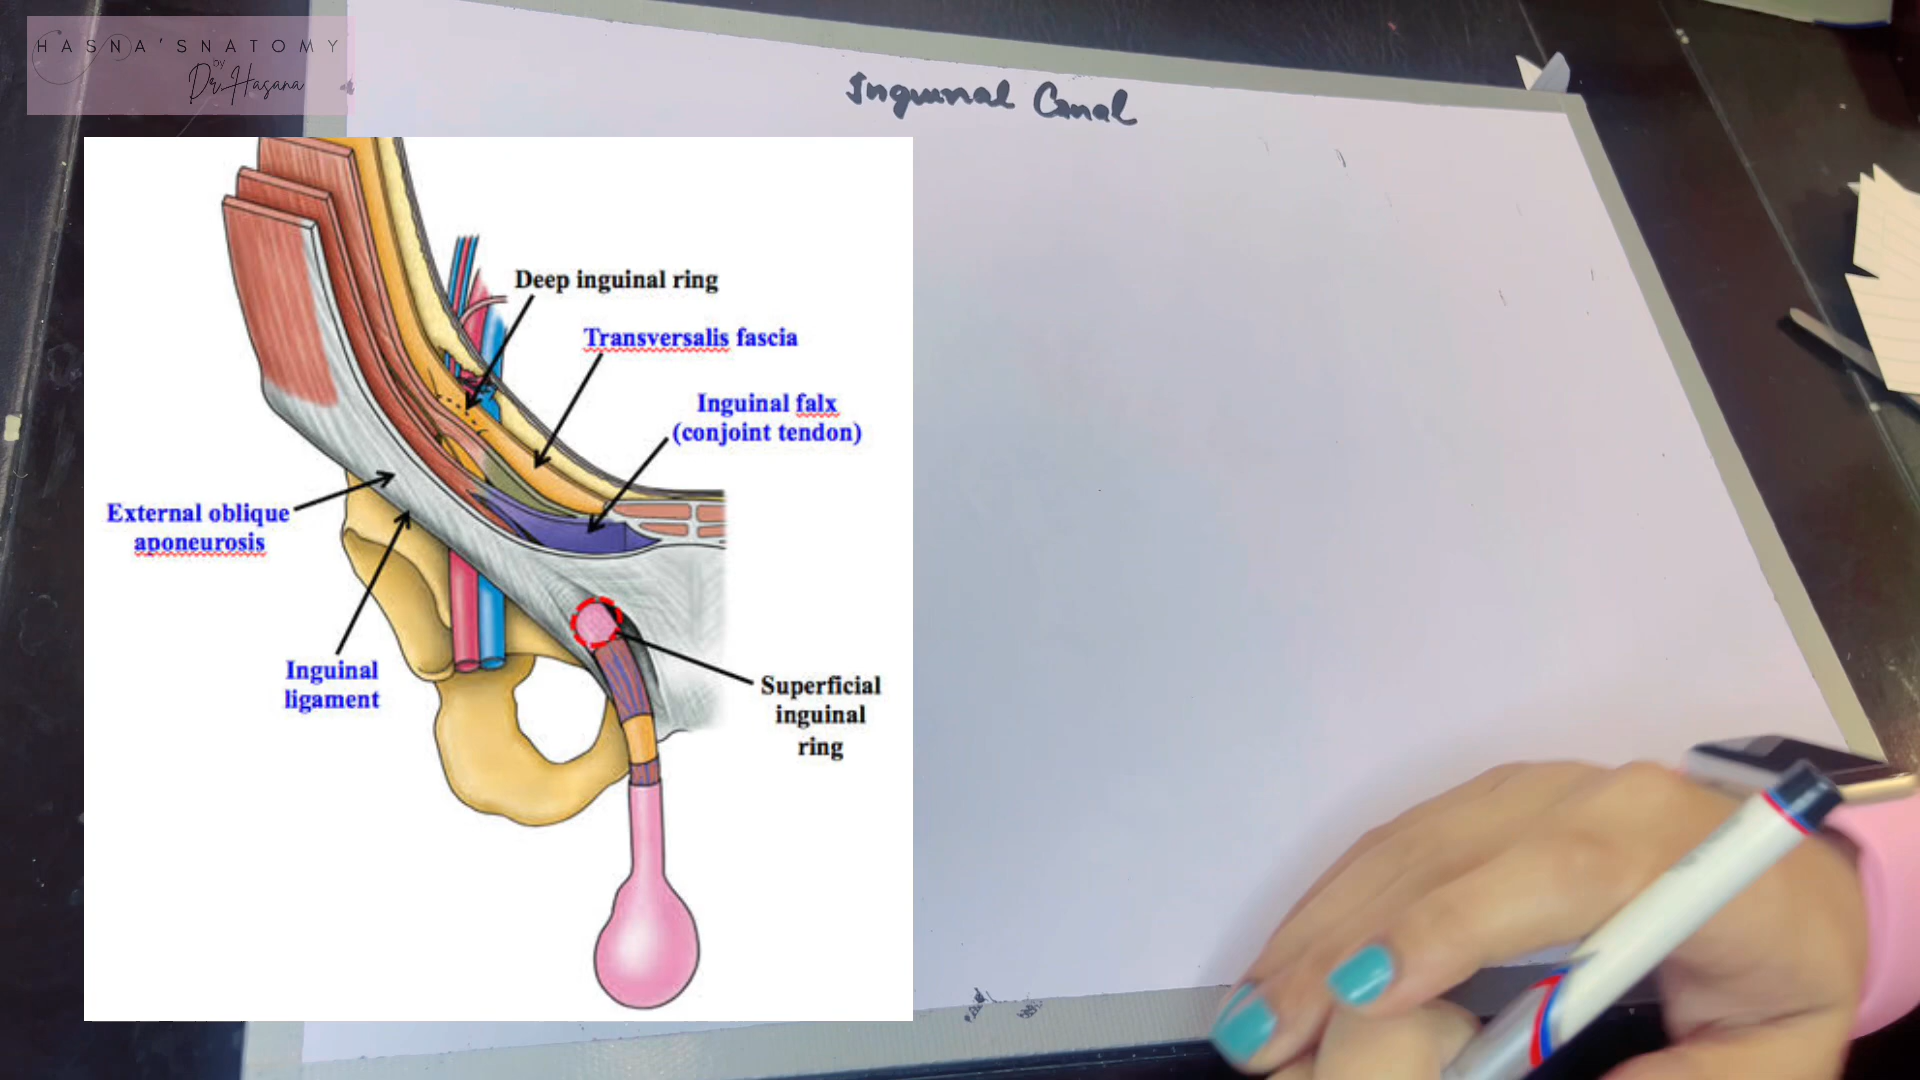 HASNA'SNATOMY
by
Dr.Hasana
Inguinal Canal
Deep inguinal ring
Transversalis fascia
Inguinal falx
(conjoint tendon)
External oblique
aponeurosis
Inguinal
ligament
Superficial
inguinal
ring